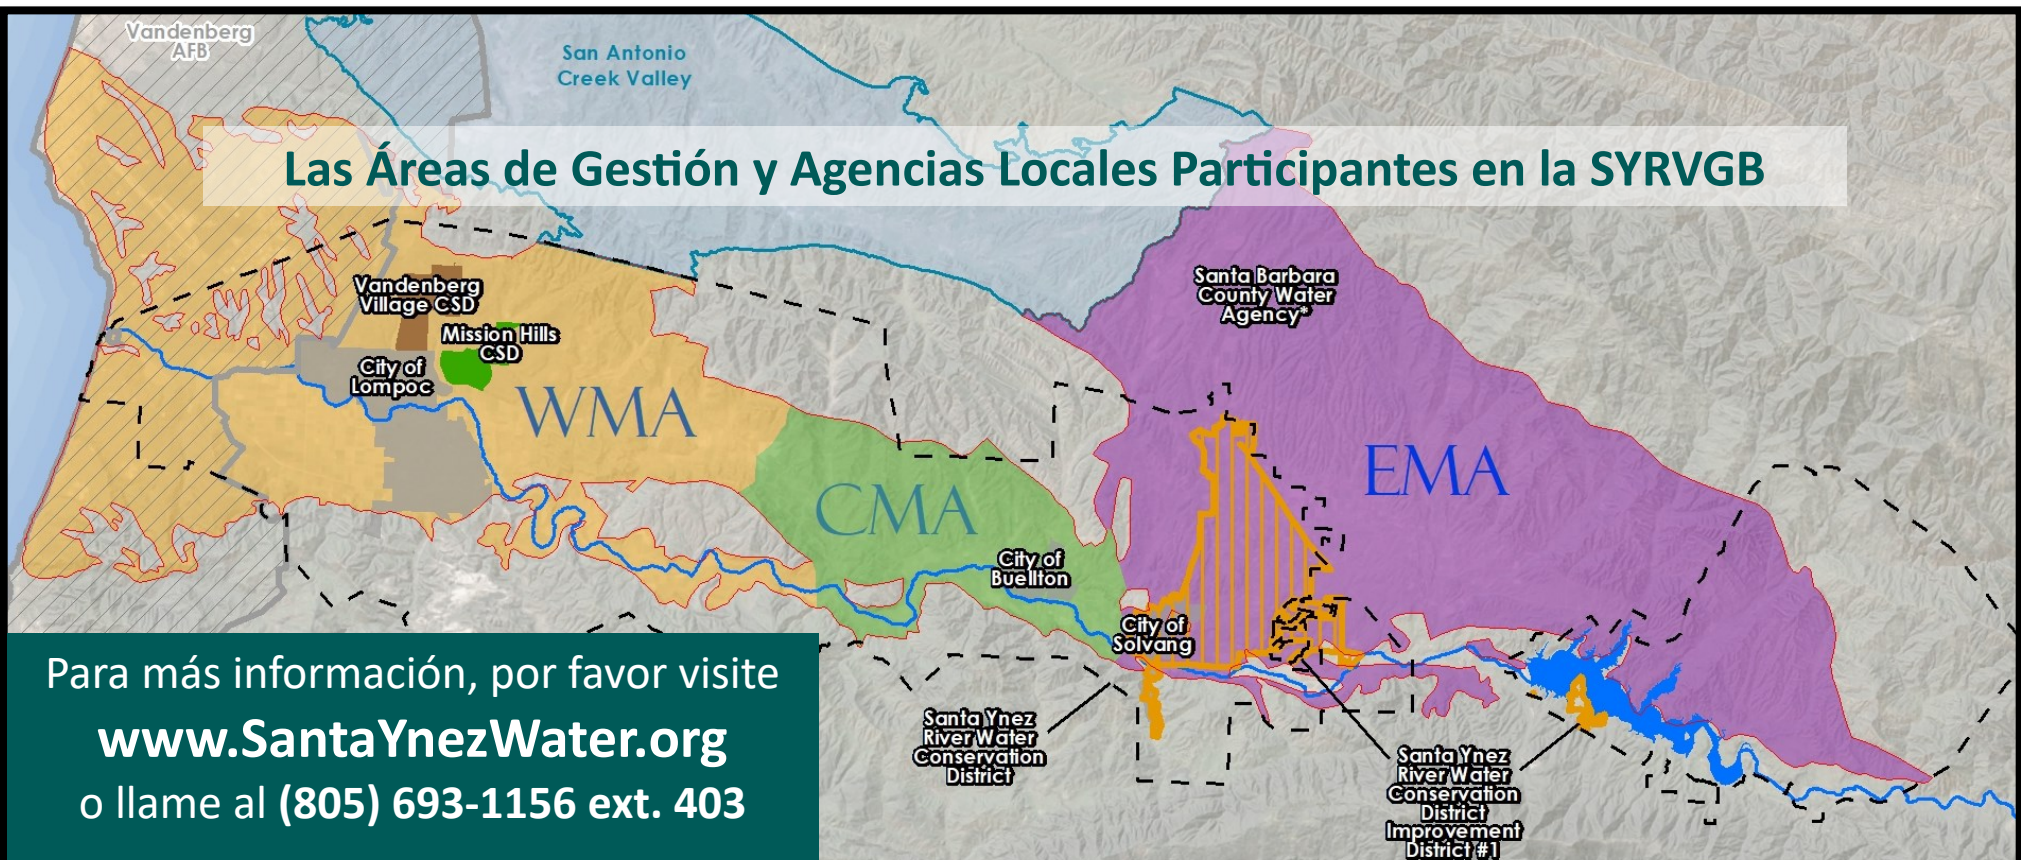 Vandenberg
AFB
San Antonio
Creek Valley
Las Áreas de Gestión y Agencias Locales Participantes en la SYRVGB
Santa Barbara
County Water
Agency*
Vandenberg
Village CSD
Mission Hills
CSD
City of
Lompoc
WMA
CMA
EMA
City of
Buellton
City of
Solvang
Santa Ynez
River Water
Conservation
District
Santa Ynez
River Water
Conservation
District
Improvement
District #1
Para más información, por favor visite
www.SantaYnezWater.org
o llame al (805) 693-1156 ext. 403